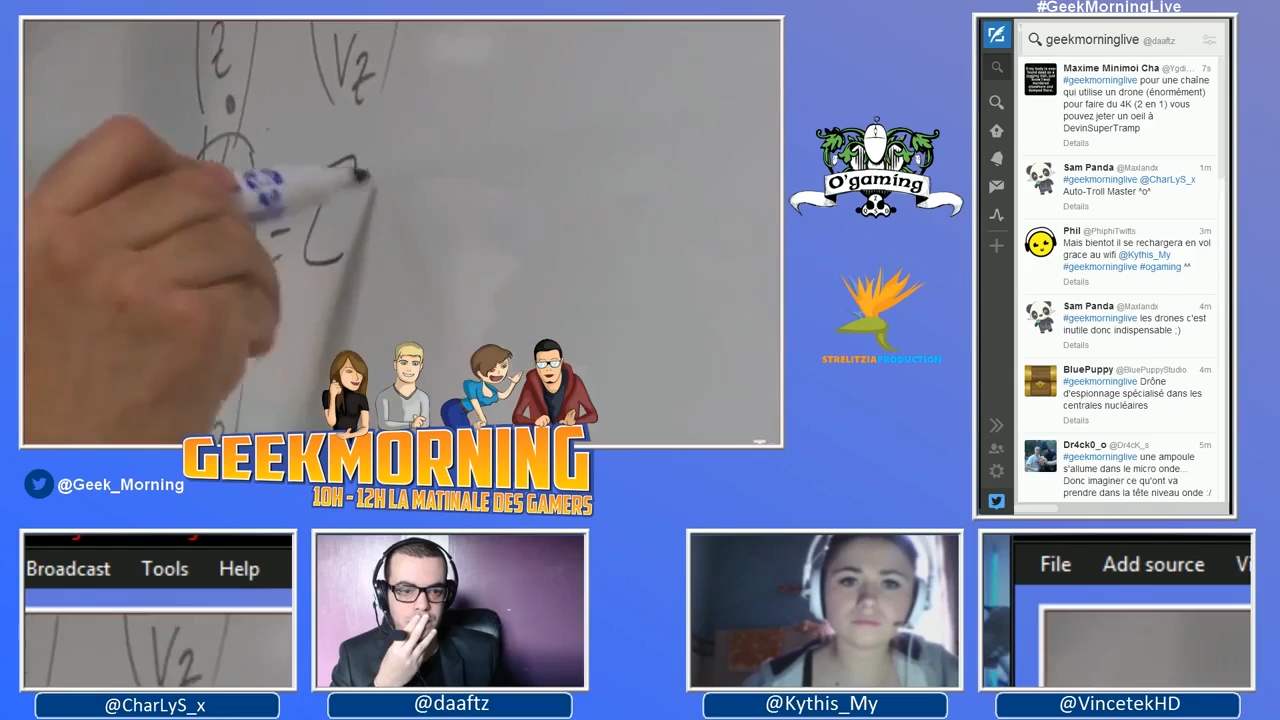 #GeekMorningLive
V2
geekmorninglive @daaftz
Maxime Minimoi Cha @Ygdi... 7s
#geekmorninglive pour une chaîne
qui utilise un drone (énormément)
pour faire du 4K (2 en 1) vous
pouvez jeter un oeil à
DevinSuperTramp
Details
Sam Panda @Maxlandx 1m
#geekmorninglive @CharLyS_x
Auto-Troll Master ^o^
Details
Phil @PhiphiTwitts 3m
Mais bientot il se rechargera en vol
grace au wifi @Kythis_My
#geekmorninglive #ogaming ^^
Details
Sam Panda @Maxlandx 4m
#geekmorninglive les drones c'est
inutile donc indispensable ;)
Details
BluePuppy @BluePuppyStudio 4m
#geekmorninglive Drône
d'espionnage spécialisé dans les
centrales nucléaires
Details
Dr4ck0_o @Dr4cK_s 5m
#geekmorninglive une ampoule
s'allume dans le micro onde...
Donc imaginer ce qu'ont va
prendre dans la tête niveau onde :/
O'gaming
STRELITZIAPRODUCTION
GEEKMORNING
10H - 12H LA MATINALE DES GAMERS
@Geek_Morning
Broadcast Tools Help
V2
File Add source Vi
@CharLyS_x
@daaftz
@Kythis_My
@VincetekHD